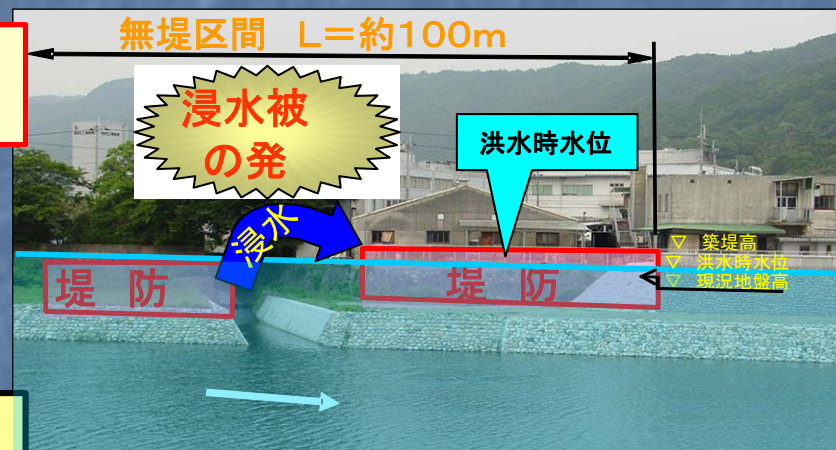 無堤区間　L＝約100m
浸水被
の発
洪水時水位
浸水
▽　築堤高
▽　洪水時水位
▽　現況地盤高
堤　防
堤　防